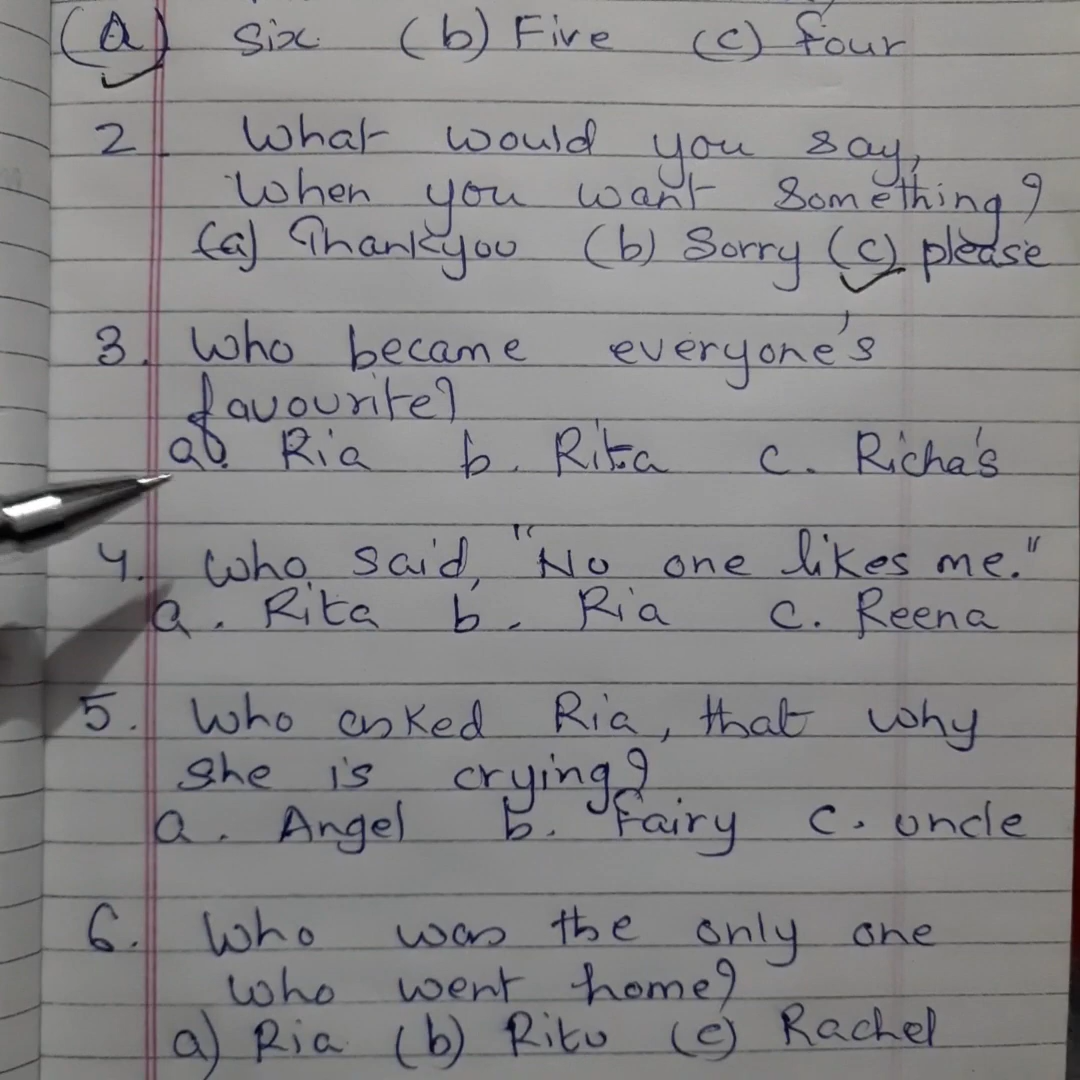 (a) Six (b) Five (c) four
2. What would you say,
When you want something?
(a) Thankyou (b) Sorry (c) please
3. Who became everyone's
favourite?
a. Ria b. Rita c. Richa's
4. Who said, "No one likes me."
a. Rita b. Ria c. Reena
5. Who asked Ria, that why
she is crying?
a. Angel b. Fairy c. uncle
6. Who was the only one
who went home?
a) Ria (b) Ritu (c) Rachel